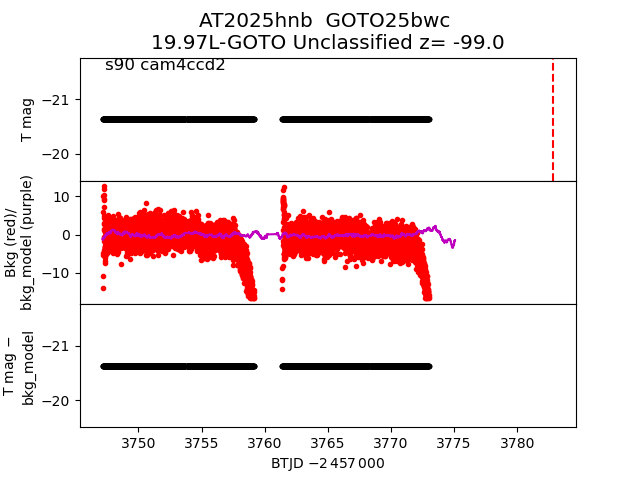 AT2025hnb  GOTO25bwc
19.97L-GOTO Unclassified z= -99.0
s90 cam4ccd2
T mag
−21
−20
Bkg (red)/
bkg_model (purple)
10
0
−10
T mag −
bkg_model
−21
−20
3750 3755 3760 3765 3770 3775 3780
BTJD −2 457 000